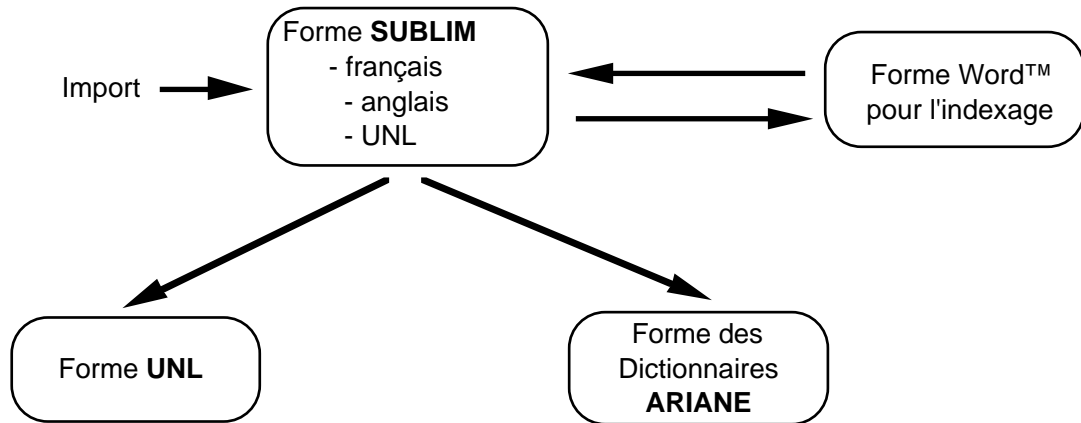 Forme SUBLIM
- français
- anglais
- UNL
Import
Forme Word™
pour l'indexage
Forme UNL
Forme des
Dictionnaires
ARIANE